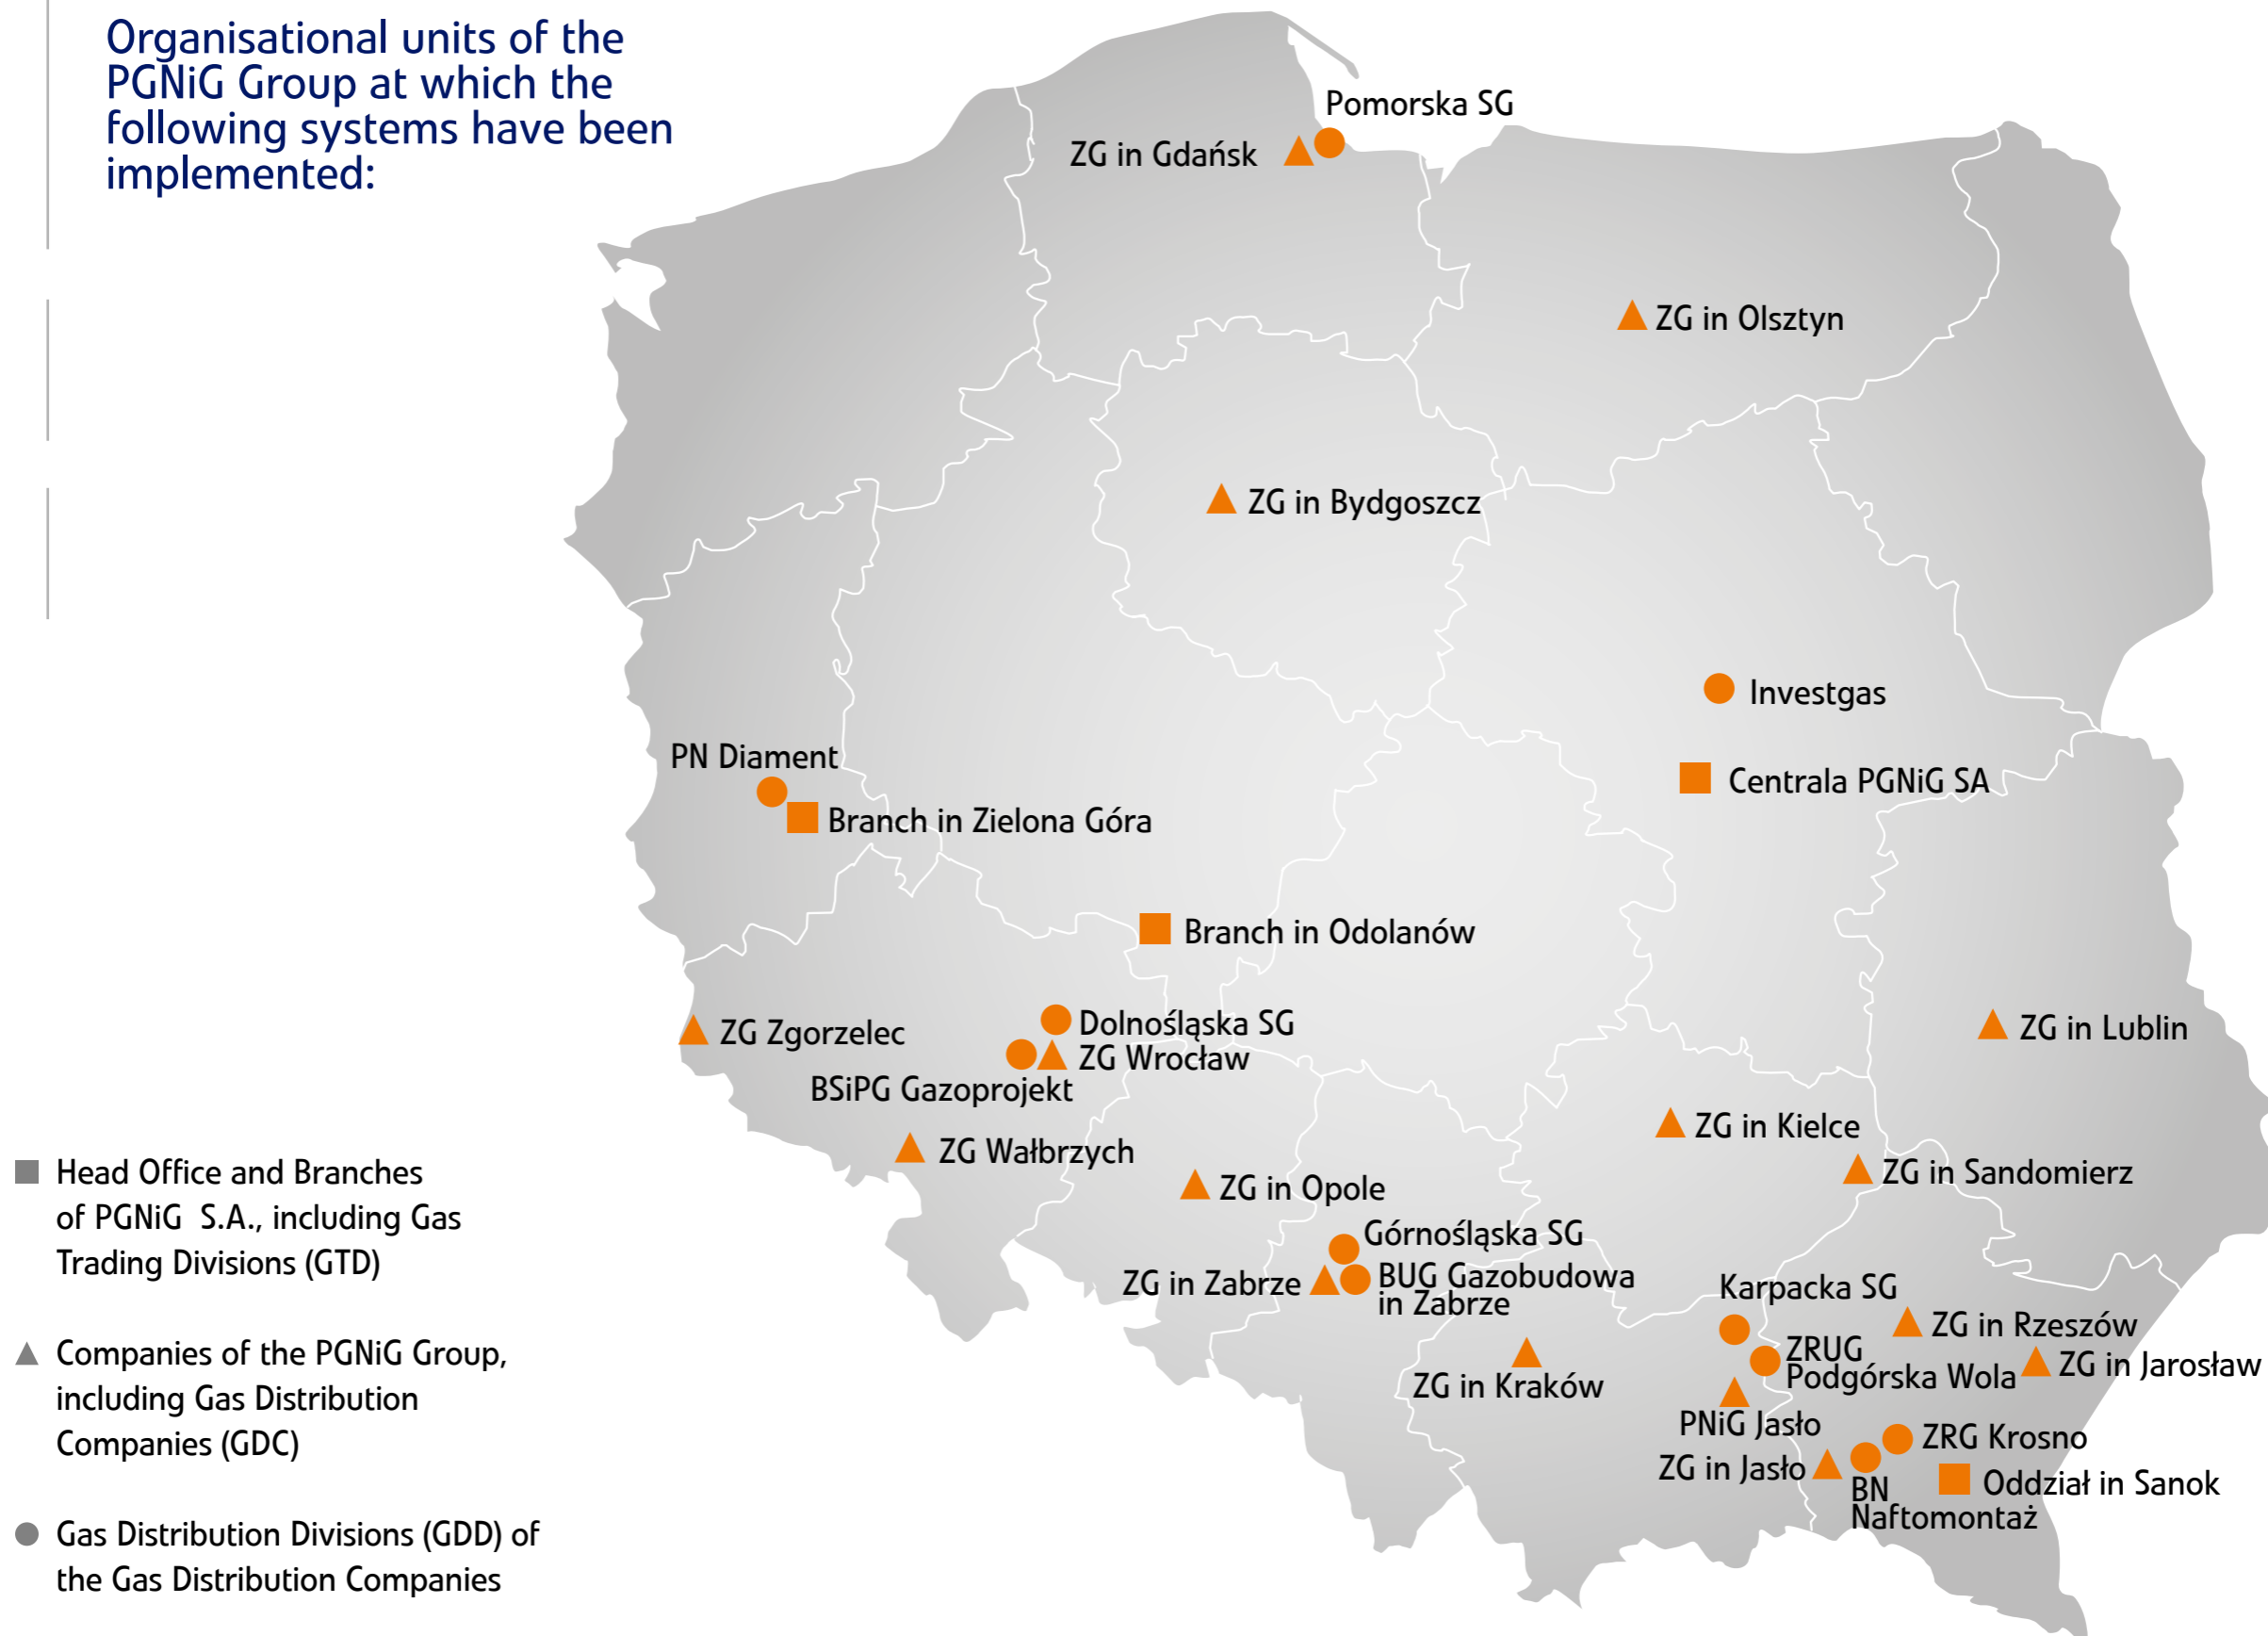 Organisational units of the
PGNiG Group at which the
following systems have been
implemented:
Pomorska SG
ZG in Gdańsk
ZG in Olsztyn
ZG in Bydgoszcz
Investgas
PN Diament
Centrala PGNiG SA
Branch in Zielona Góra
Branch in Odolanów
Dolnośląska SG
ZG Zgorzelec
ZG in Lublin
ZG Wrocław
BSiPG Gazoprojekt
ZG in Kielce
ZG Wałbrzych
ZG in Sandomierz
ZG in Opole
Górnośląska SG
ZG in Zabrze
BUG Gazobudowa
in Zabrze
Karpacka SG
ZG in Rzeszów
ZRUG
Podgórska Wola
ZG in Jarosław
ZG in Kraków
PNiG Jasło
ZRG Krosno
ZG in Jasło
Oddział in Sanok
BN
Naftomontaż
Head Office and Branches
of PGNiG S.A., including Gas
Trading Divisions (GTD)
Companies of the PGNiG Group,
including Gas Distribution
Companies (GDC)
Gas Distribution Divisions (GDD) of
the Gas Distribution Companies